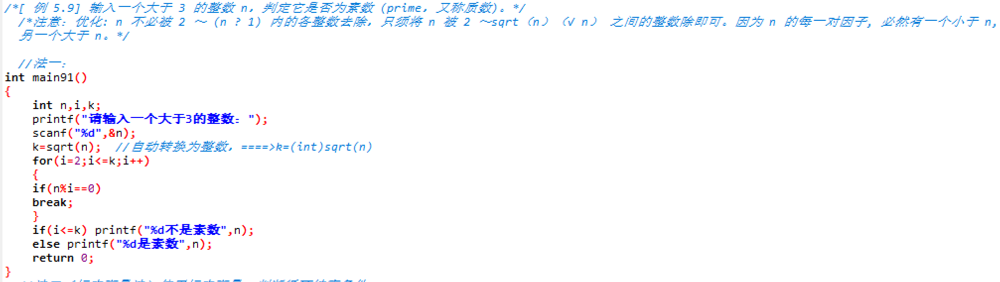 /*[ 例 5.9] 输入一个大于 3 的整数 n，判定它是否为素数 (prime，又称质数)。*/
/*注意：优化：n 不必被 2 ～ (n ? 1) 内的各整数去除，只须将 n 被 2 ～sqrt（n）（√ n） 之间的整数除即可。因为 n 的每一对因子, 必然有一个小于 n,
另一个大于 n。*/
//法一：
int main91()
{
int n,i,k;
printf("请输入一个大于3的整数：");
scanf("%d",&n);
k=sqrt(n); //自动转换为整数，====>k=(int)sqrt(n)
for(i=2;i<=k;i++)
{
if(n%i==0)
break;
}
if(i<=k) printf("%d不是素数",n);
else printf("%d是素数",n);
return 0;
}